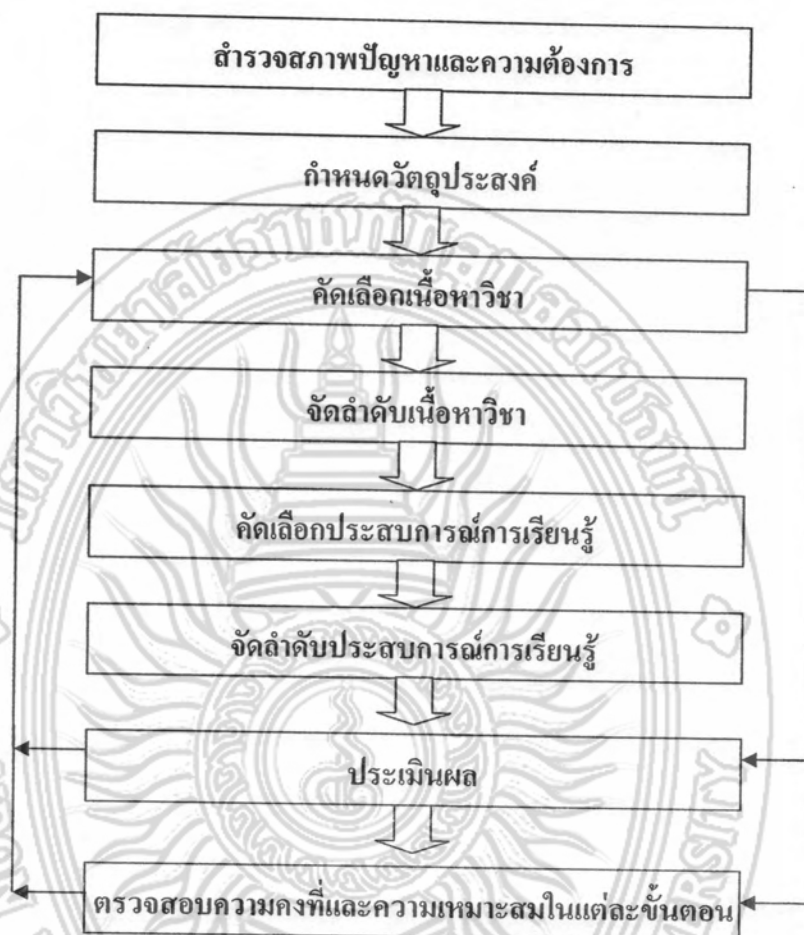 สำรวจสภาพปัญหาและความต้องการ
กำหนดวัตถุประสงค์
คัดเลือกเนื้อหาวิชา
จัดลำดับเนื้อหาวิชา
คัดเลือกประสบการณ์การเรียนรู้
จัดลำดับประสบการณ์การเรียนรู้
ประเมินผล
ตรวจสอบความคงที่และความเหมาะสมในแต่ละขั้นตอน